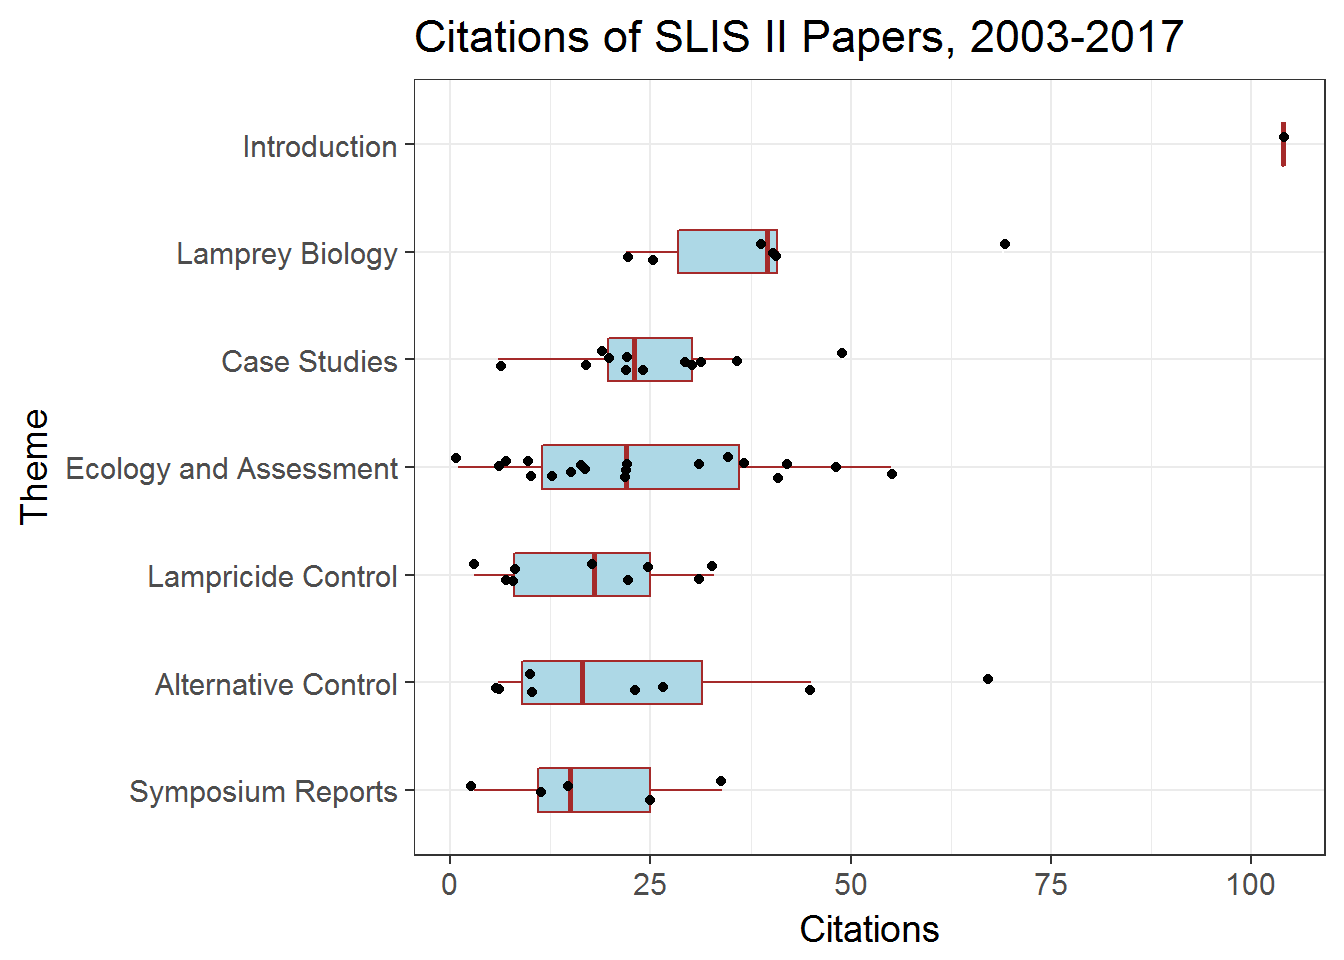 Citations of SLIS II Papers, 2003-2017
Introduction
Lamprey Biology
Case Studies
Ecology and Assessment
Lampricide Control
Alternative Control
Symposium Reports
Theme
0 25 50 75 100
Citations